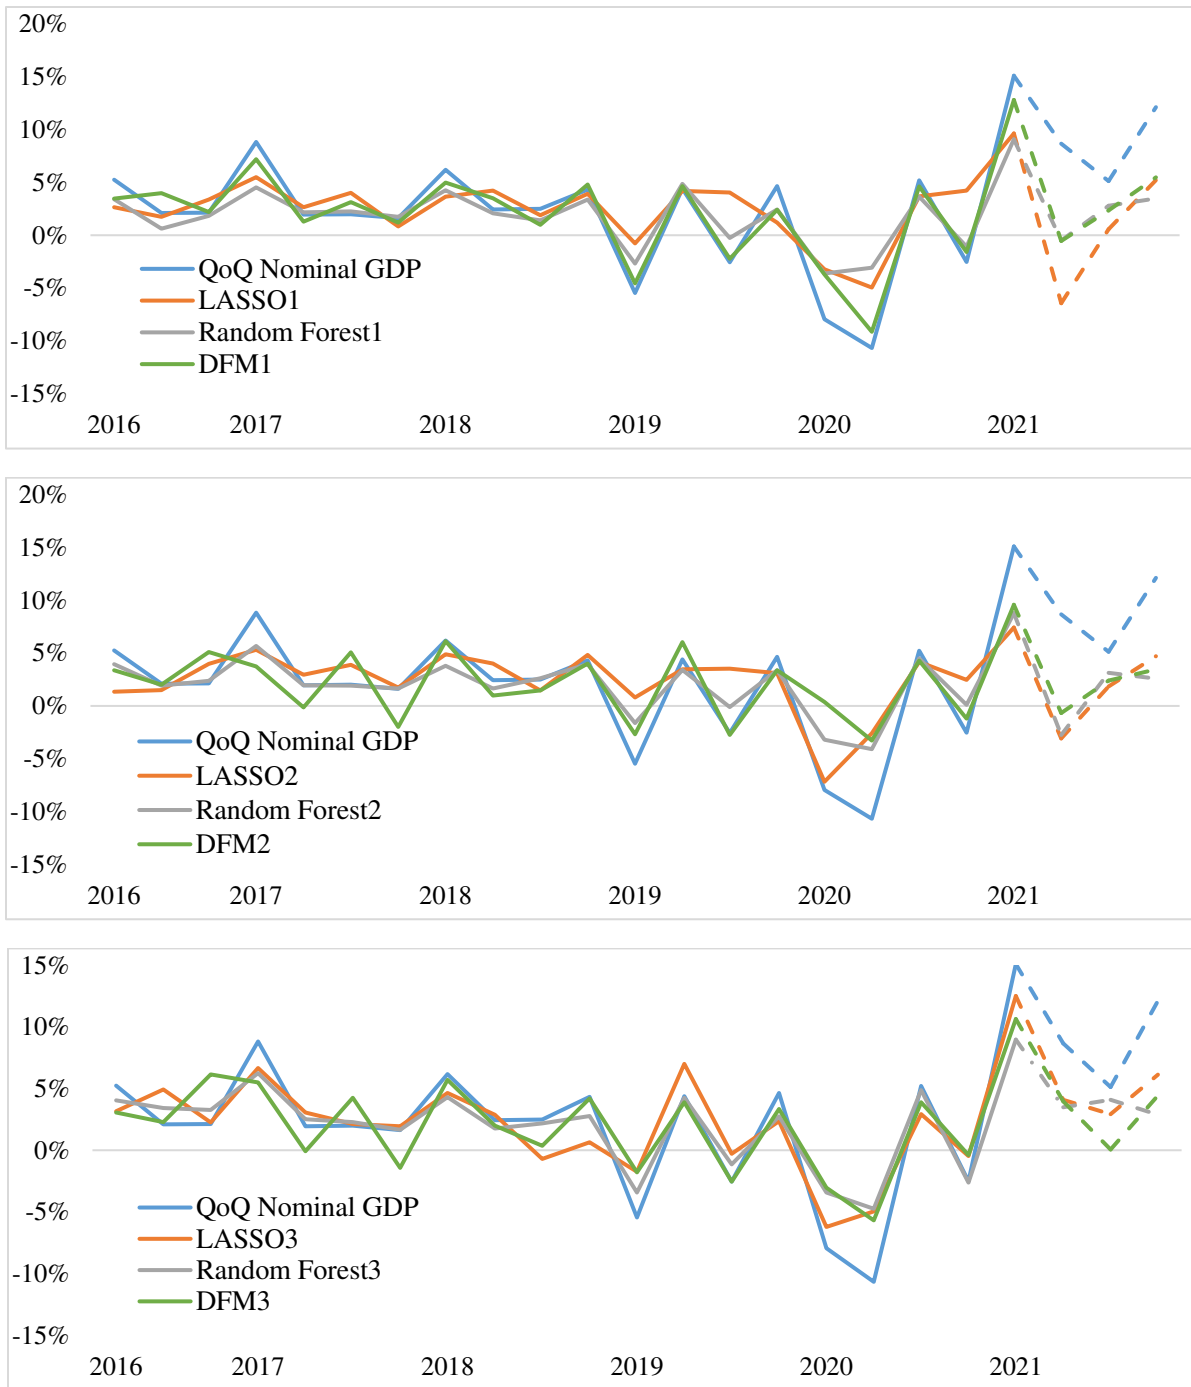 20%
15%
10%
5%
0%
-5%
-10%
-15%
QoQ Nominal GDP
LASSO1
Random Forest1
DFM1
2016 2017 2018 2019 2020 2021
20%
15%
10%
5%
0%
-5%
-10%
-15%
QoQ Nominal GDP
LASSO2
Random Forest2
DFM2
2016 2017 2018 2019 2020 2021
15%
10%
5%
0%
-5%
-10%
-15%
QoQ Nominal GDP
LASSO3
Random Forest3
DFM3
2016 2017 2018 2019 2020 2021